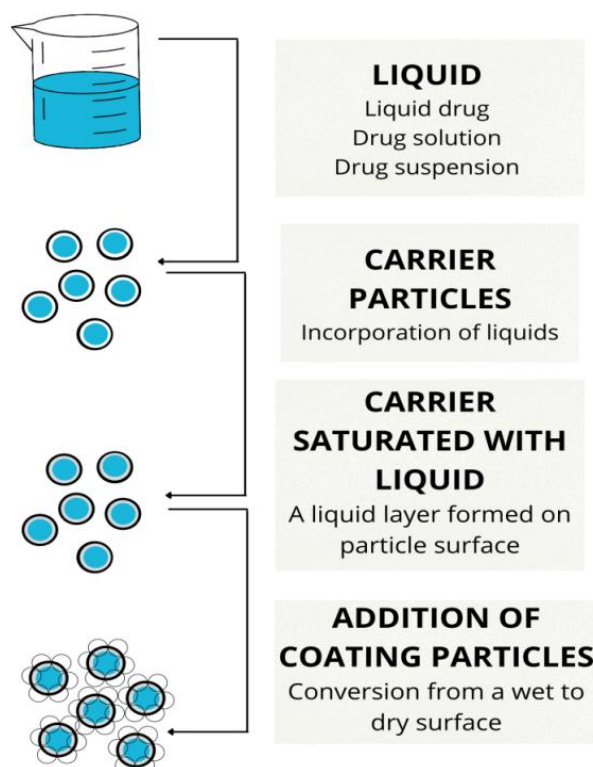 LIQUID
Liquid drug
Drug solution
Drug suspension
CARRIER
PARTICLES
Incorporation of liquids
CARRIER
SATURATED WITH
LIQUID
A liquid layer formed on
particle surface
ADDITION OF
COATING PARTICLES
Conversion from a wet to
dry surface